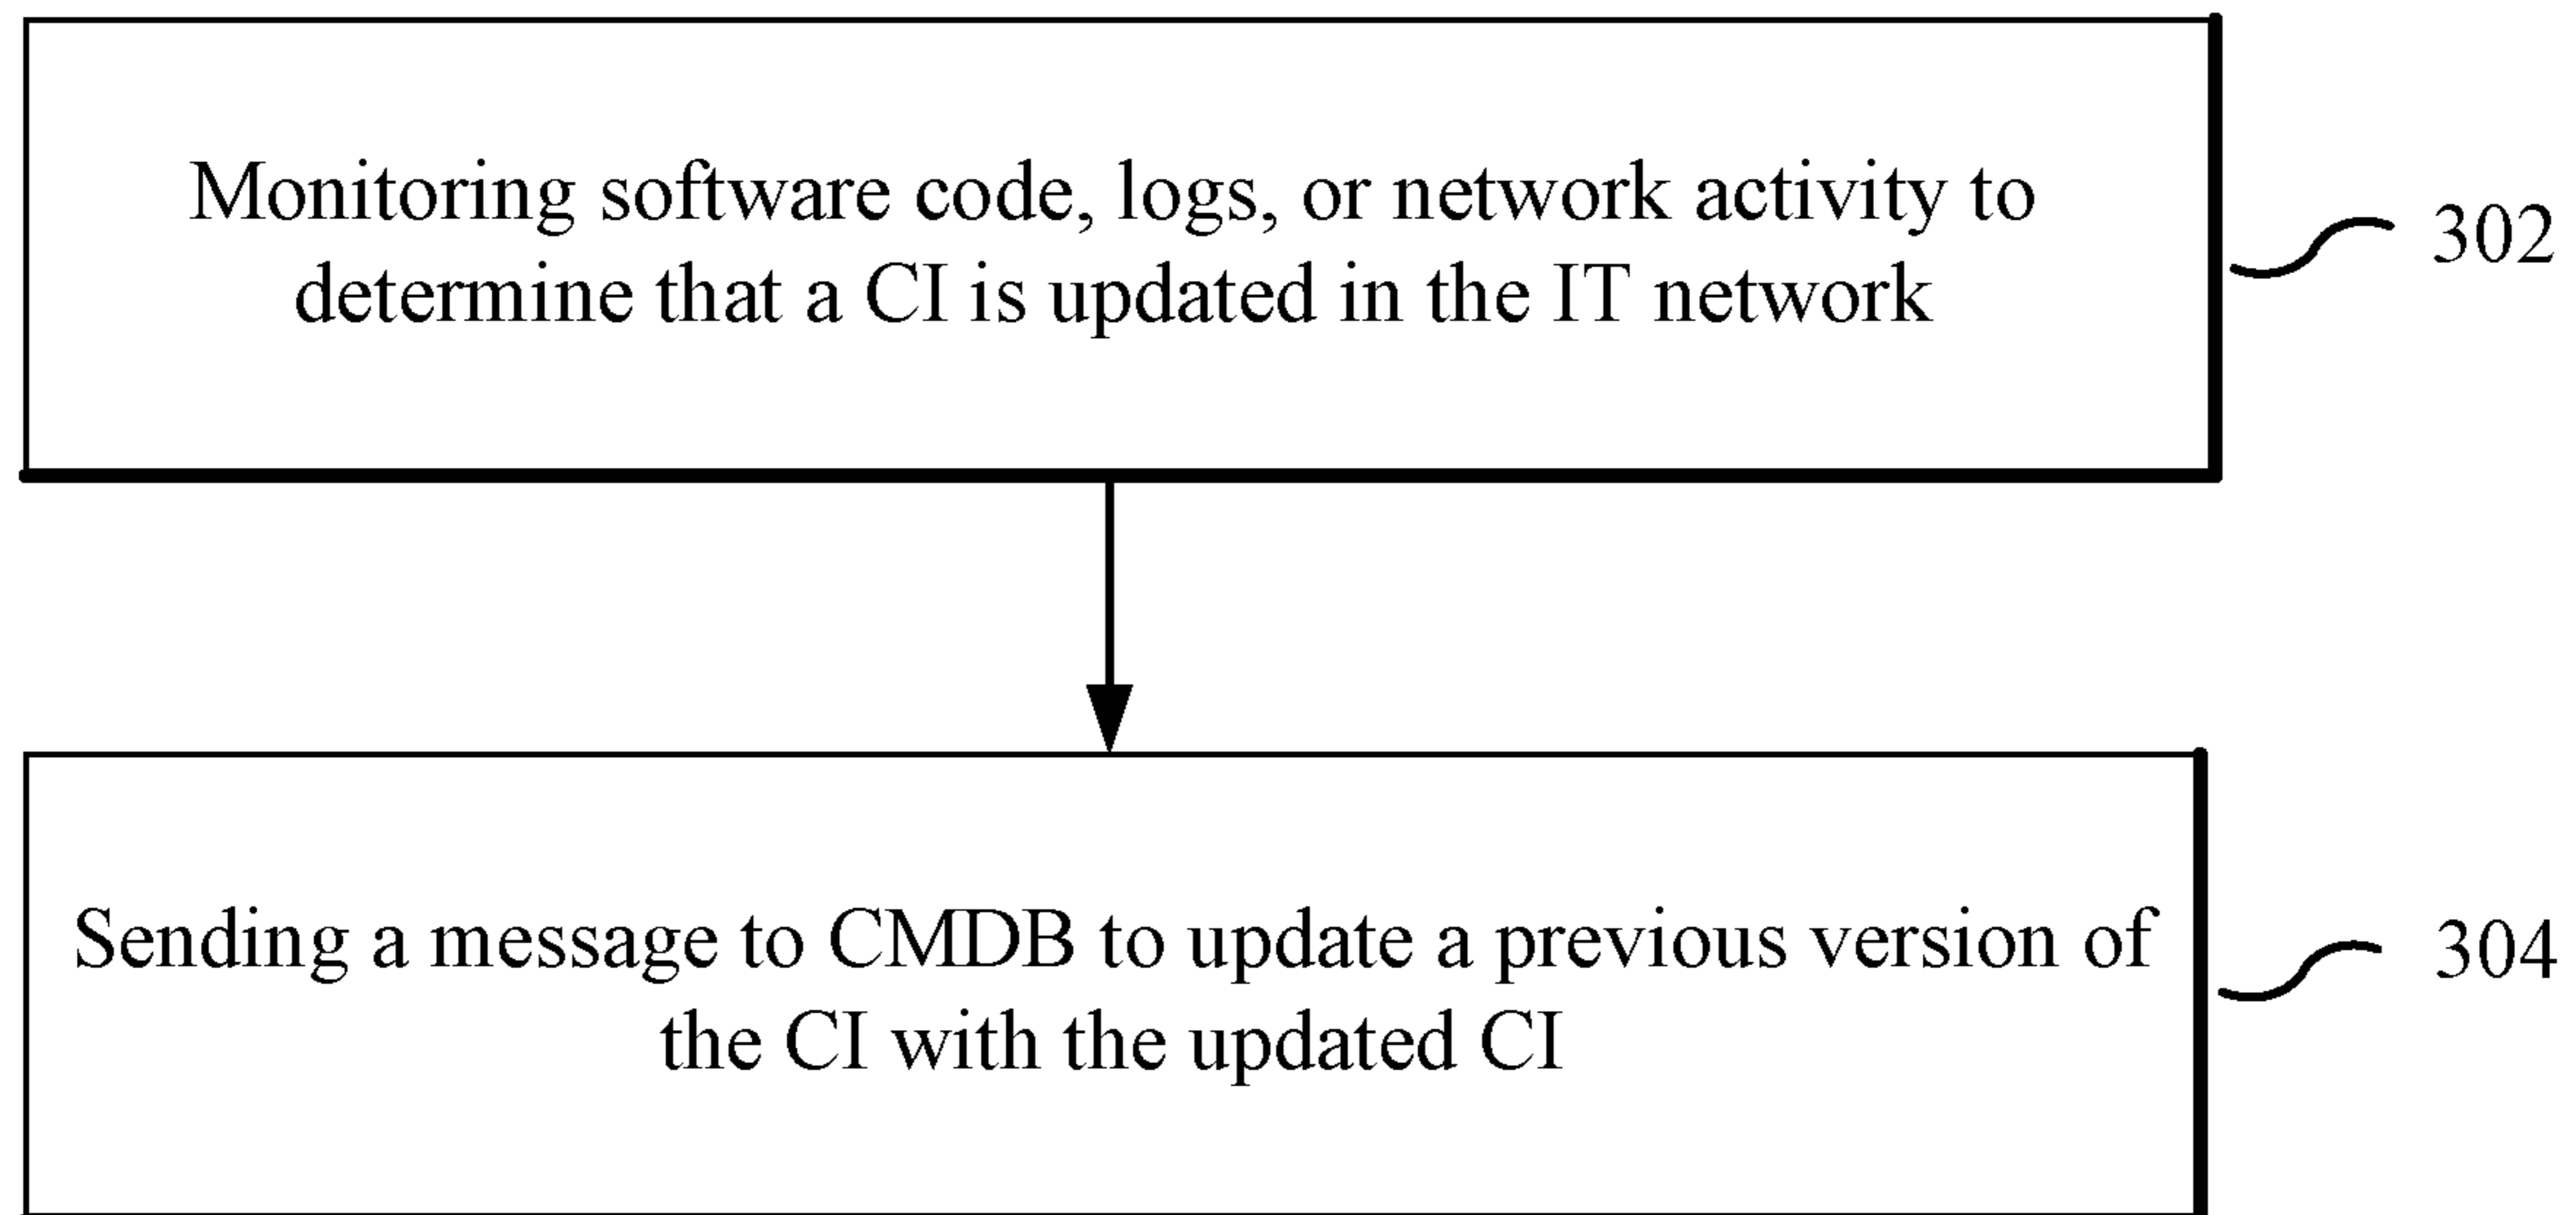 Monitoring software code, logs, or network activity to
determine that a CI is updated in the IT network
302
Sending a message to CMDB to update a previous version of
the CI with the updated CI
304